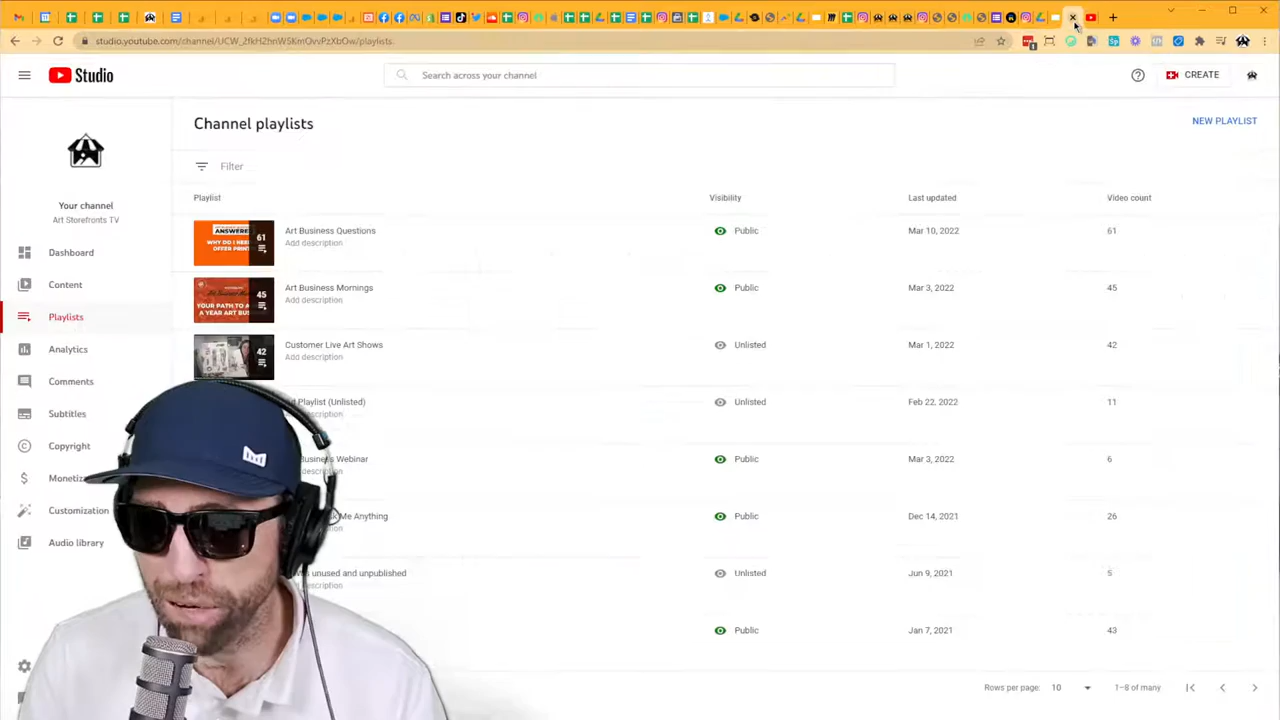 studio.youtube.com/channel/UCW_2fkH2hnW5KmQvvPzXbOw/playlists
Studio
Search across your channel
CREATE
Channel playlists
NEW PLAYLIST
Filter
Your channel
Art Storefronts TV
Dashboard
Content
Playlists
Analytics
Comments
Subtitles
Copyright
Customization
Audio library
Playlist Visibility Last updated Video count
ANSWERED
61
Art Business Questions Public Mar 10, 2022 61
Add description
45
Art Business Mornings Public Mar 3, 2022 45
Add description
42
Customer Live Art Shows Unlisted Mar 1, 2022 42
Add description
Playlist (Unlisted) Unlisted Feb 22, 2022 11
Business Webinar Public Mar 3, 2022 6
Me Anything Public Dec 14, 2021 26
unused and unpublished Unlisted Jun 9, 2021 5
Public Jan 7, 2021 43
Rows per page: 10 1–8 of many